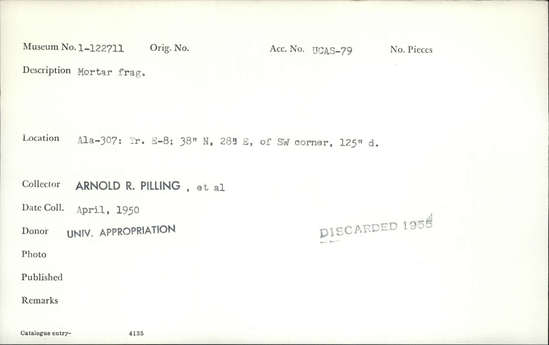 Museum No. 1-122711 Orig. No. Acc. No. UCAS-79 No. Pieces
Description Mortar frag.
Location Ala-307: Tr. E-8; 38" N, 28" E, of SW corner, 125" d.
Collector ARNOLD R. PILLING , et al
Date Coll. April, 1950
Donor UNIV. APPROPRIATION
DISCARDED
Photo
Published
Remarks
Catalogue entry- 4135